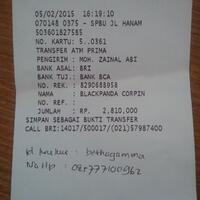 05/02/2015 16:19:10
070148 0375 - SPBU JL HANAM
503601827585
NO. KARTU: 5..0361
TRANSFER ATM PRIMA
PENGIRIM : MOH. ZAINAL ABI
BANK ASAL: BRI
BANK TUJ.: BANK BCA
NO. REK. : 8290688958
NAMA : BLACKPANDA CORPIN
NO. REF. :
JUMLAH : RP. 2,810,000
SIMPAN SEBAGAI BUKTI TRANSFER
CALL BRI:14017/500017/(021)57987400
Id kaskus : bethagamma
No Hp : 087777100962